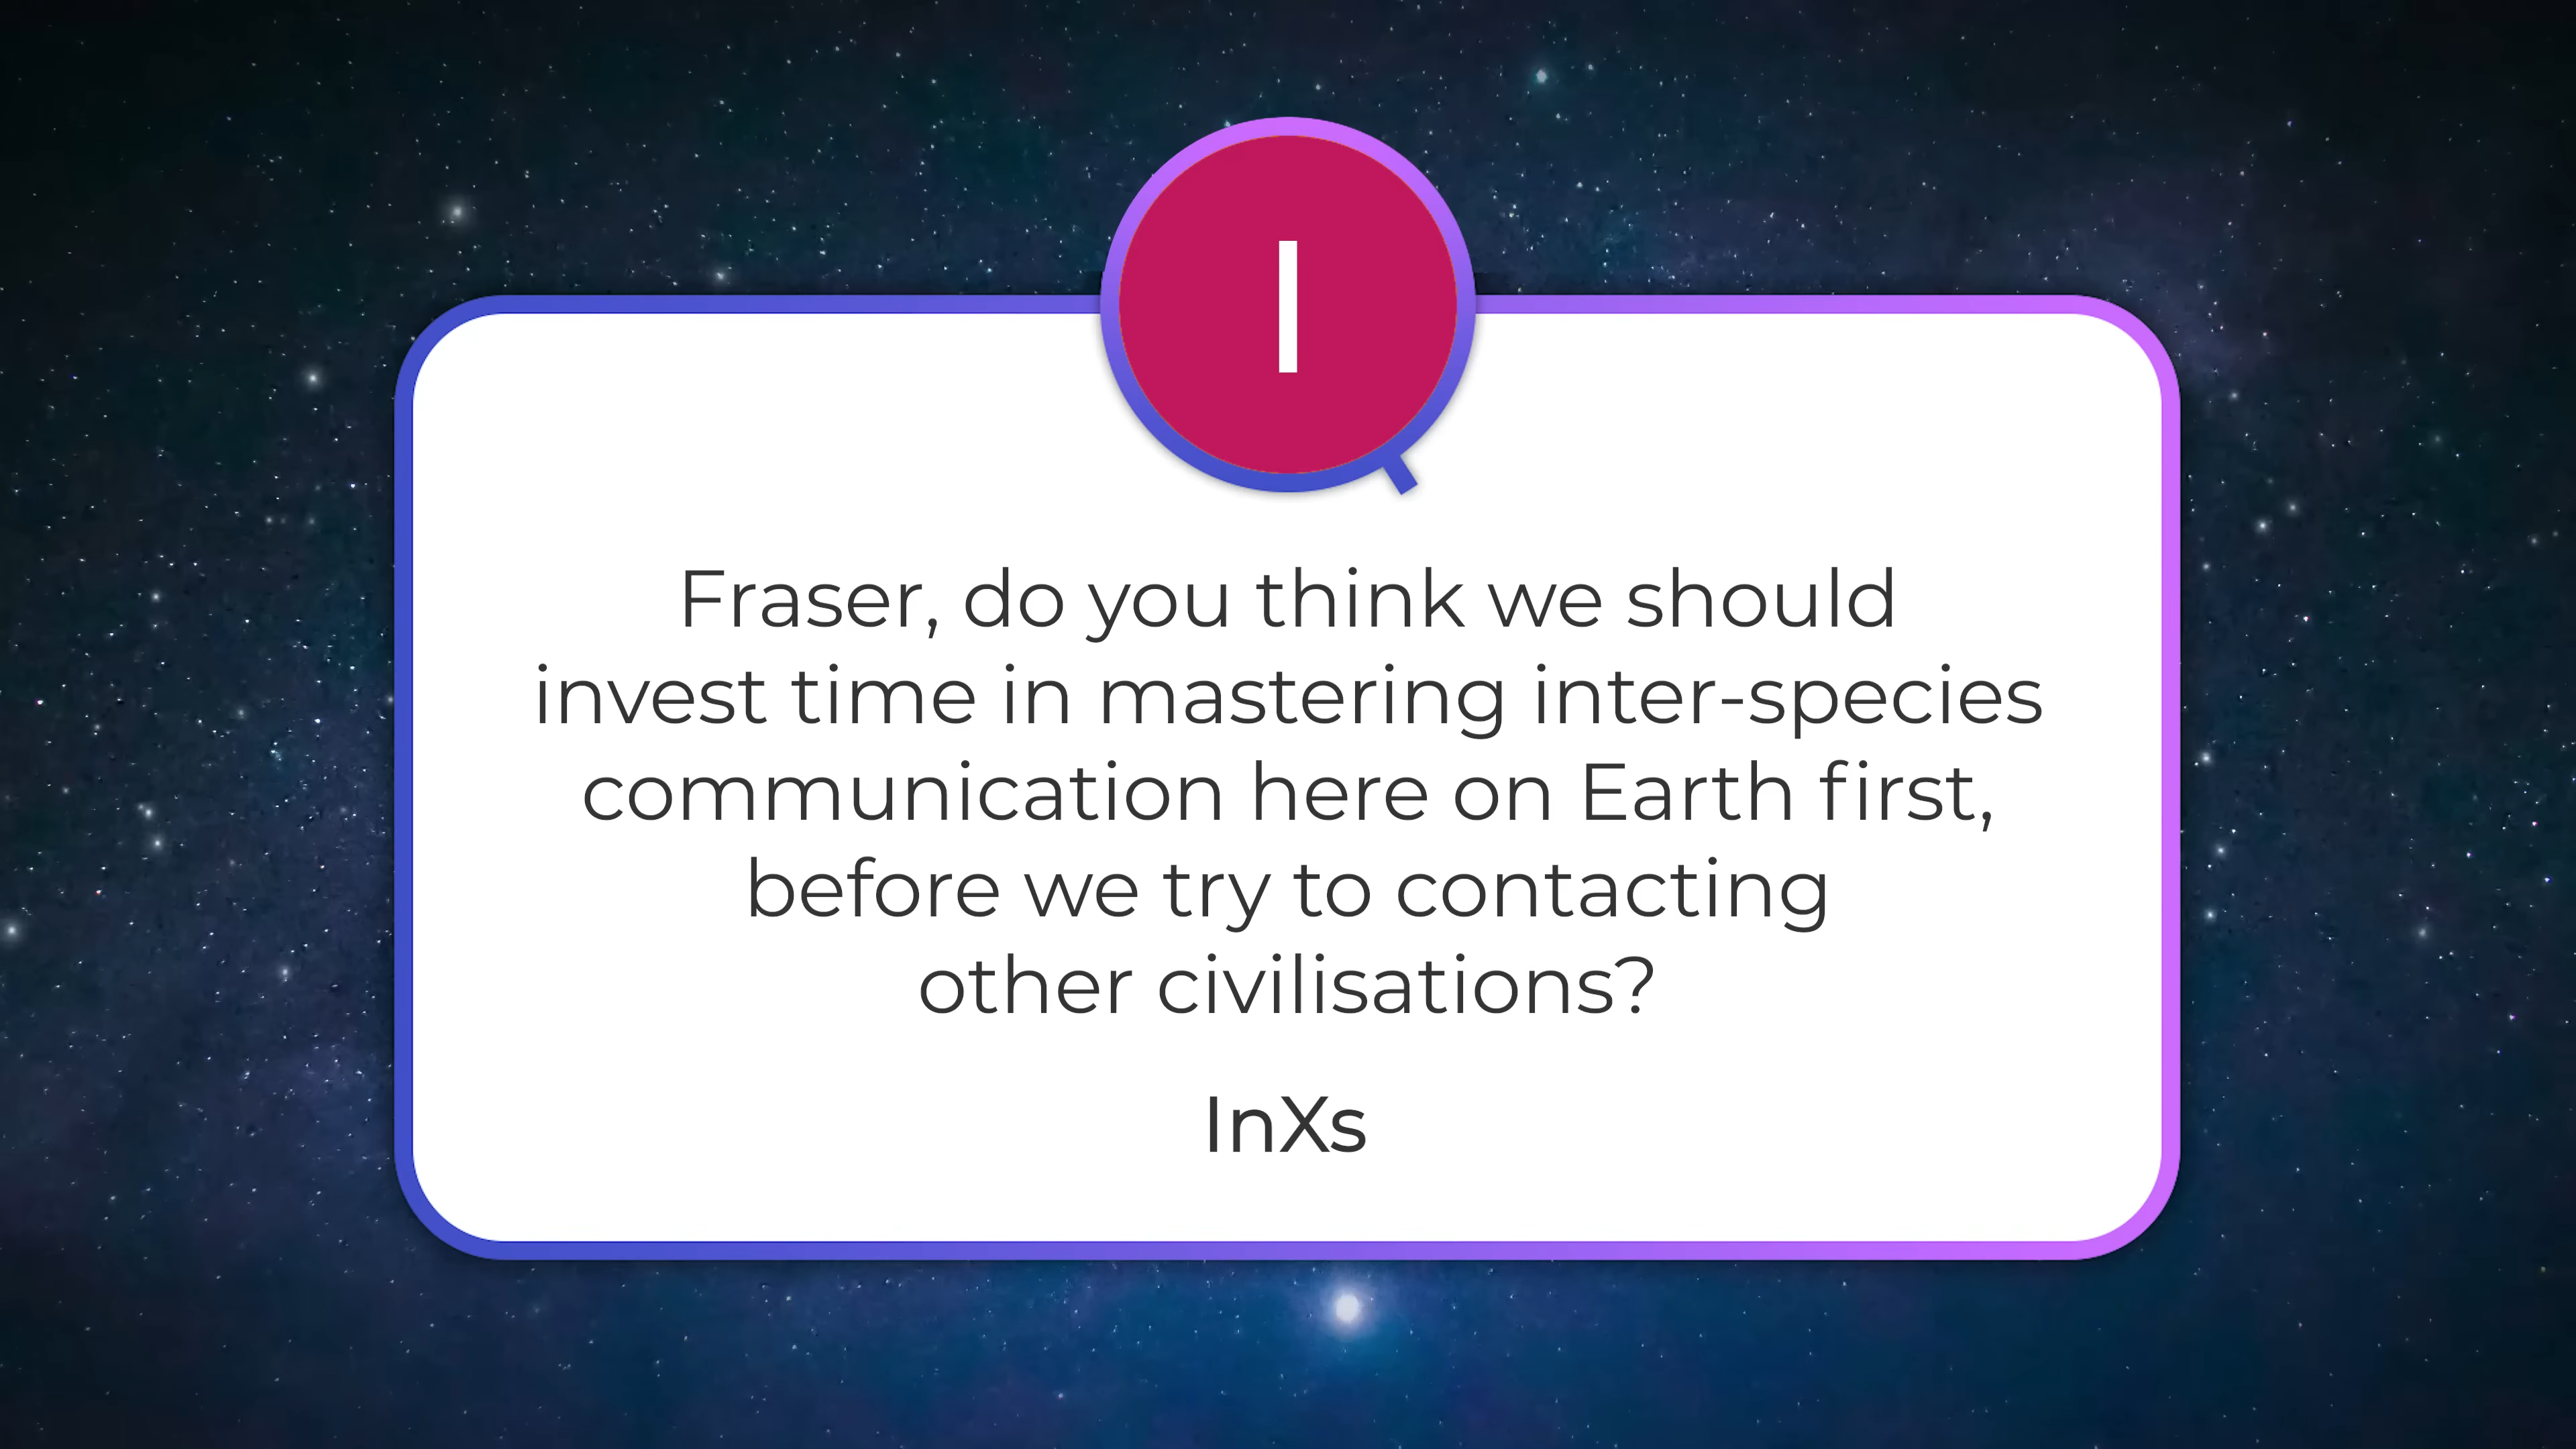 I
Fraser, do you think we should
invest time in mastering inter-species
communication here on Earth first,
before we try to contacting
other civilisations?
InXs